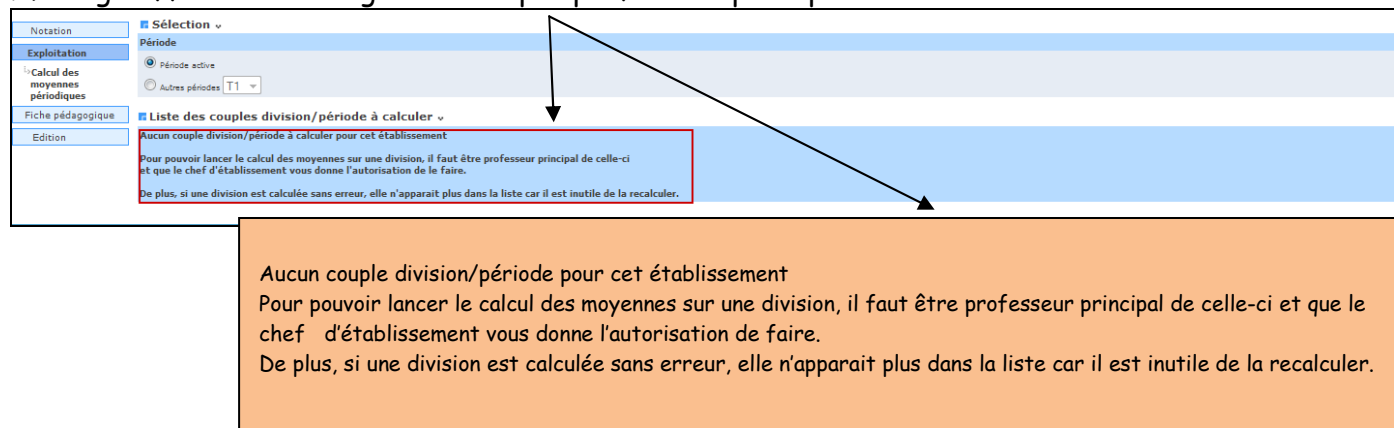 Notation
Exploitation
Calcul des
moyennes
périodiques
Fiche pédagogique
Edition
Sélection
Période
Période active
Autres périodes T1
Liste des couples division/période à calculer
Aucun couple division/période à calculer pour cet établissement
Pour pouvoir lancer le calcul des moyennes sur une division, il faut être professeur principal de celle-ci
et que le chef d'établissement vous donne l'autorisation de le faire.
De plus, si une division est calculée sans erreur, elle n'apparait plus dans la liste car il est inutile de la recalculer.
Aucun couple division/période pour cet établissement
Pour pouvoir lancer le calcul des moyennes sur une division, il faut être professeur principal de celle-ci et que le
chef d’établissement vous donne l’autorisation de faire.
De plus, si une division est calculée sans erreur, elle n’apparait plus dans la liste car il est inutile de la recalculer.